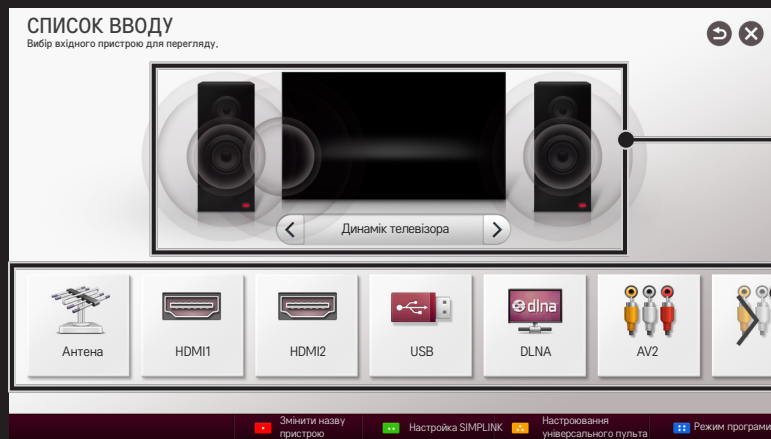 СПИСОК ВВОДУ
Вибір вхідного пристрою для перегляду.
Динамік телевізора
dlna
Антена
HDMI1
HDMI2
USB
DLNA
AV2
Змінити назву
пристрою
Настройка SIMPLINK
Настроювання
універсального пульта
Режим програми